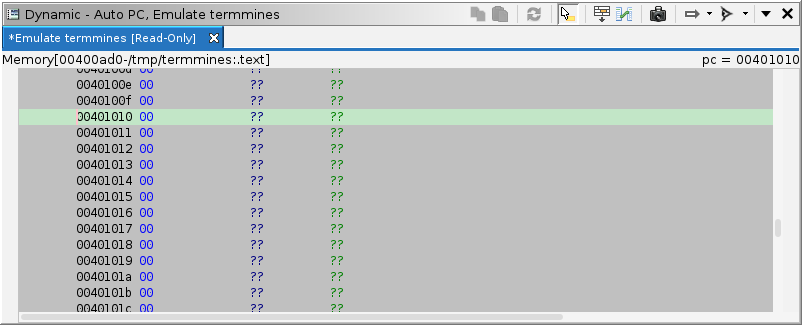 Dynamic - Auto PC, Emulate termmines
*Emulate termmines [Read-Only]
Memory[00400ad0-/tmp/termmines:.text] pc = 00401010
0040100d 00 ?? ??
0040100e 00 ?? ??
0040100f 00 ?? ??
00401010 00 ?? ??
00401011 00 ?? ??
00401012 00 ?? ??
00401013 00 ?? ??
00401014 00 ?? ??
00401015 00 ?? ??
00401016 00 ?? ??
00401017 00 ?? ??
00401018 00 ?? ??
00401019 00 ?? ??
0040101a 00 ?? ??
0040101b 00 ?? ??
0040101c 00 ?? ??